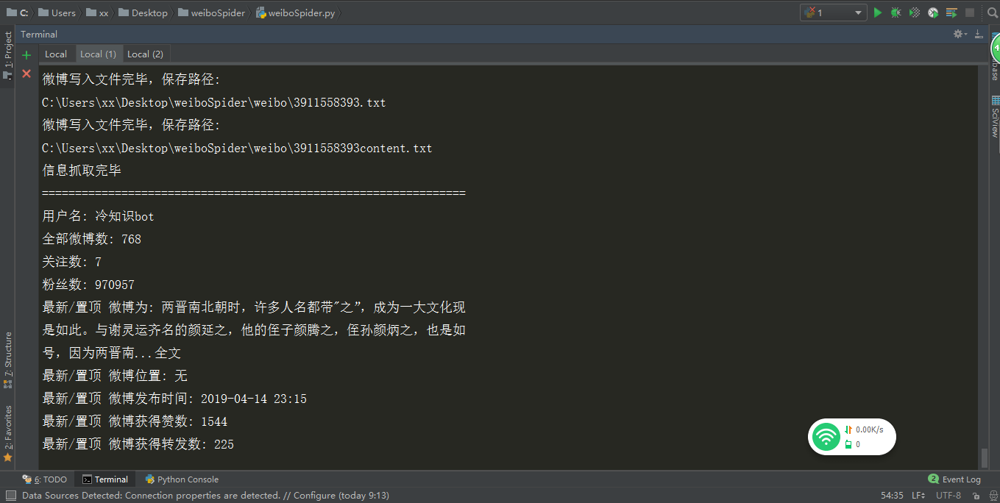 C: Users xx Desktop weiboSpider weiboSpider.py
1
Terminal
Local Local (1) Local (2)
微博写入文件完毕，保存路径:
C:\Users\xx\Desktop\weiboSpider\weibo\3911558393.txt
微博写入文件完毕，保存路径:
C:\Users\xx\Desktop\weiboSpider\weibo\3911558393content.txt
信息抓取完毕
================================================================
用户名: 冷知识bot
全部微博数: 768
关注数: 7
粉丝数: 970957
最新/置顶 微博为: 两晋南北朝时，许多人名都带"之”，成为一大文化现
是如此。与谢灵运齐名的颜延之，他的侄子颜腾之，侄孙颜炳之，也是如
号，因为两晋南...全文
最新/置顶 微博位置: 无
最新/置顶 微博发布时间: 2019-04-14 23:15
最新/置顶 微博获得赞数: 1544
最新/置顶 微博获得转发数: 225
1: Project
7: Structure
2: Favorites
4
base
SciView
0.00K/s
0
6: TODO Terminal Python Console
2 Event Log
Data Sources Detected: Connection properties are detected. // Configure (today 9:13)
54:35 LF UTF-8